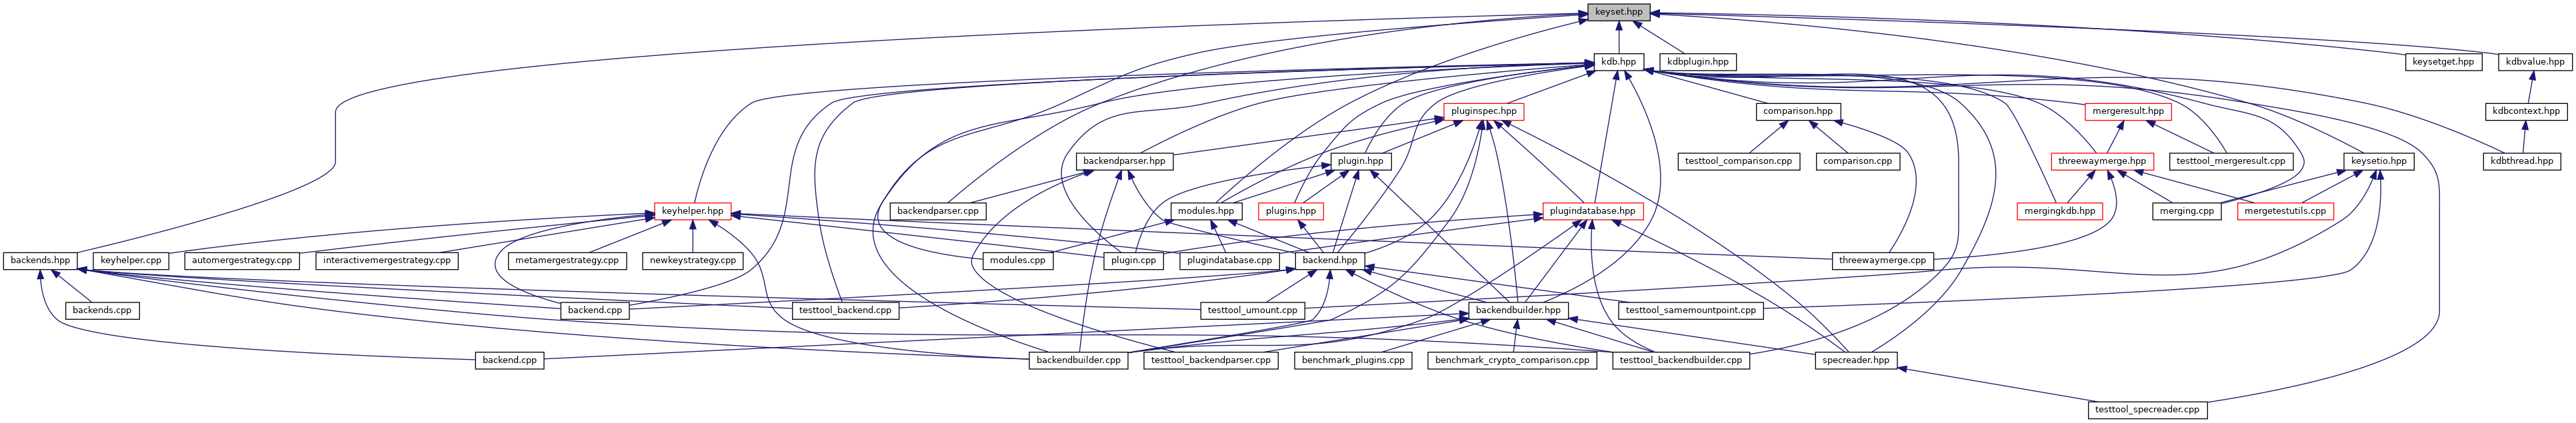 keyset.hpp
kdb.hpp
kdbplugin.hpp
keysetget.hpp
kdbvalue.hpp
pluginspec.hpp
comparison.hpp
mergeresult.hpp
kdbcontext.hpp
backendparser.hpp
plugin.hpp
testtool_comparison.cpp
comparison.cpp
threewaymerge.hpp
testtool_mergeresult.cpp
keysetio.hpp
kdbthread.hpp
keyhelper.hpp
backendparser.cpp
modules.hpp
plugins.hpp
plugindatabase.hpp
mergingkdb.hpp
merging.cpp
mergetestutils.cpp
backends.hpp
keyhelper.cpp
automergestrategy.cpp
interactivemergestrategy.cpp
metamergestrategy.cpp
newkeystrategy.cpp
modules.cpp
plugin.cpp
plugindatabase.cpp
backend.hpp
threewaymerge.cpp
backends.cpp
backend.cpp
testtool_backend.cpp
testtool_umount.cpp
backendbuilder.hpp
testtool_samemountpoint.cpp
backend.cpp
backendbuilder.cpp
testtool_backendparser.cpp
benchmark_plugins.cpp
benchmark_crypto_comparison.cpp
testtool_backendbuilder.cpp
specreader.hpp
testtool_specreader.cpp